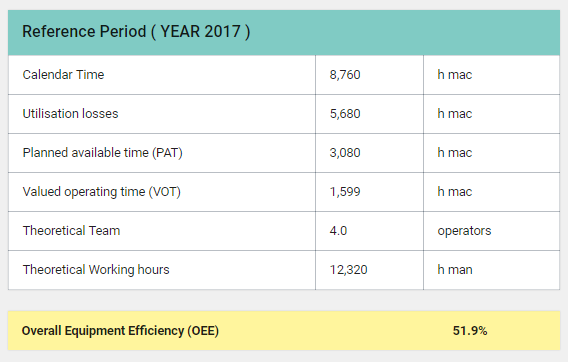 Reference Period ( YEAR 2017 )
Calendar Time 8,760 h mac
Utilisation losses 5,680 h mac
Planned available time (PAT) 3,080 h mac
Valued operating time (VOT) 1,599 h mac
Theoretical Team 4.0 operators
Theoretical Working hours 12,320 h man
Overall Equipment Efficiency (OEE) 51.9%